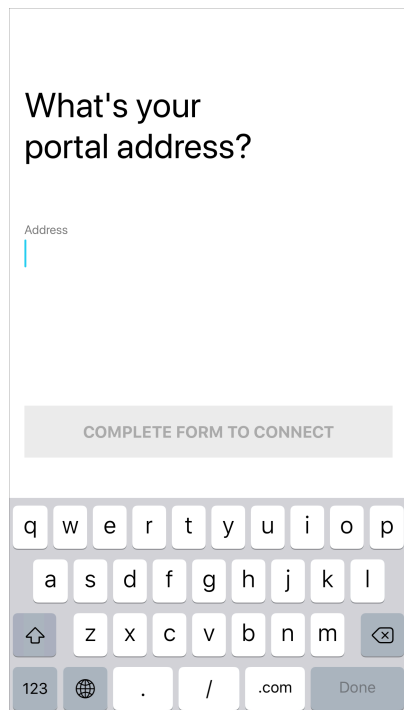 What's your
portal address?
Address
COMPLETE FORM TO CONNECT
q w e r t y u i o p
a s d f g h j k l
z x c v b n m
123 . / .com Done